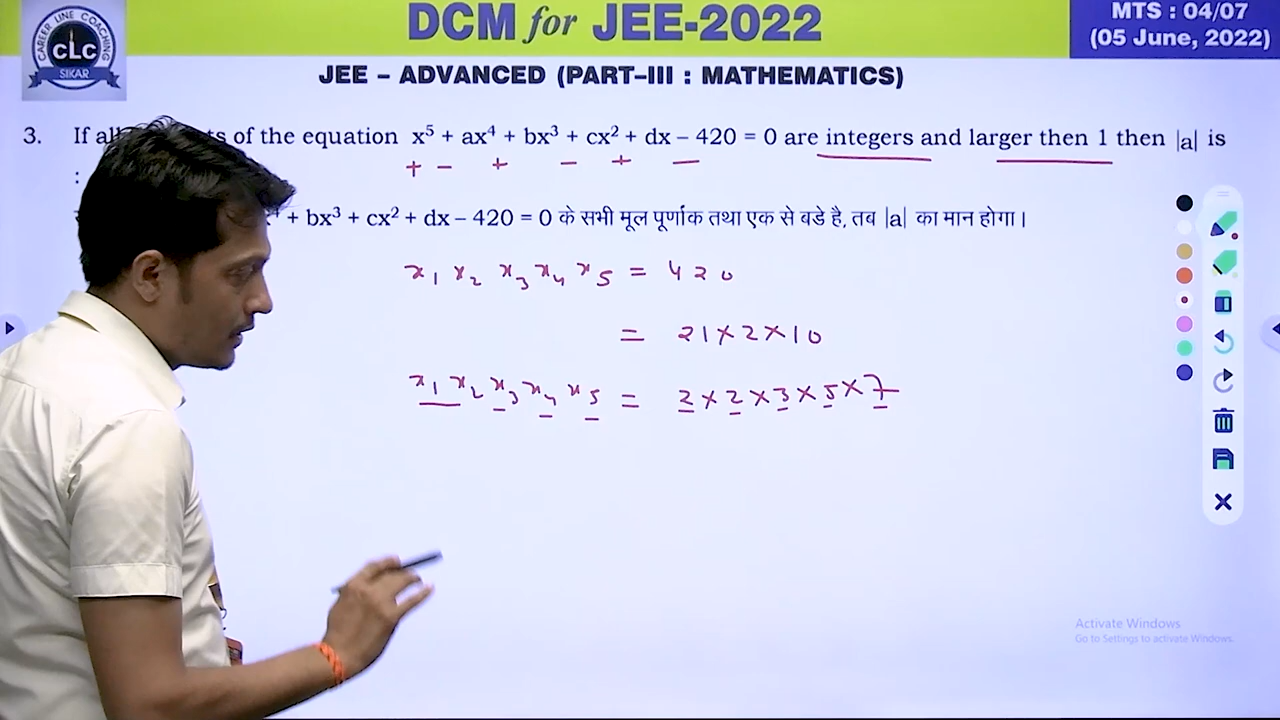 DCM for JEE-2022
MTS : 04/07
(05 June, 2022)
CAREER LINE COACHING
CLC
SIKAR
JEE – ADVANCED (PART–III : MATHEMATICS)
3. If all of the equation x⁵ + ax⁴ + bx³ + cx² + dx – 420 = 0 are integers and larger then 1 then |a| is
+ – + – + –
:
+ bx³ + cx² + dx – 420 = 0 के सभी मूल पूर्णाक तथा एक से बडे है, तब |a| का मान होगा।
x₁ x₂ x₃ x₄ x₅ = 420
= 21×2×10
x₁ x₂ x₃ x₄ x₅ = 2×2×3×5×7
Activate Windows
Go to Settings to activate Windows.